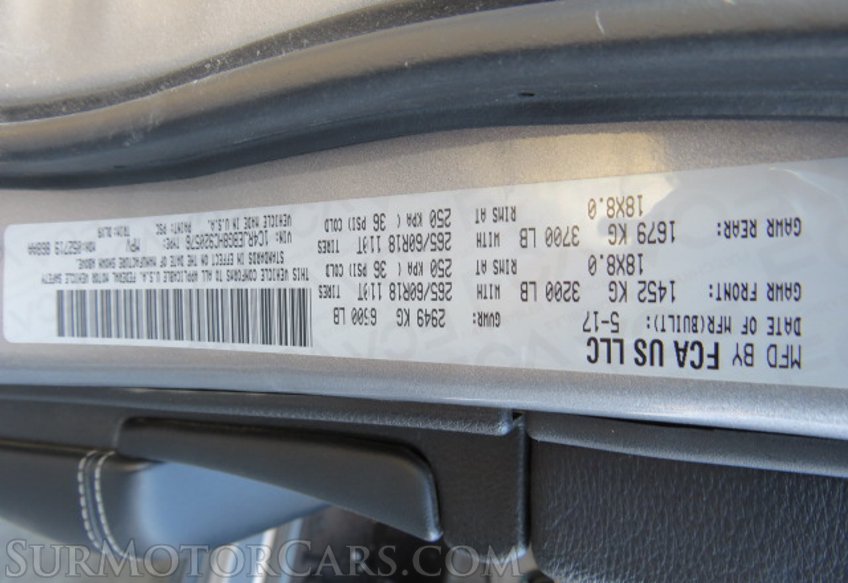 MFD BY FCA US LLC
DATE OF MFR(BUILT): 5-17 GVWR: 2949 KG 6300 LB
GAWR FRONT: 1452 KG 3200 LB WITH 265/60R18 110T TIRES
18X8.0 RIMS AT 250 KPA ( 36 PSI) COLD
GAWR REAR: 1679 KG 3700 LB WITH 265/60R18 110T TIRES
18X8.0 RIMS AT 250 KPA ( 36 PSI) COLD
THIS VEHICLE CONFORMS TO ALL APPLICABLE U.S.A. FEDERAL MOTOR VEHICLE SAFETY
STANDARDS IN EFFECT ON THE DATE OF MANUFACTURE SHOWN ABOVE.
VIN: TYPE: MPV
VEHICLE MADE IN U.S.A. PAINT: PSC
SURMOTORCARS.COM